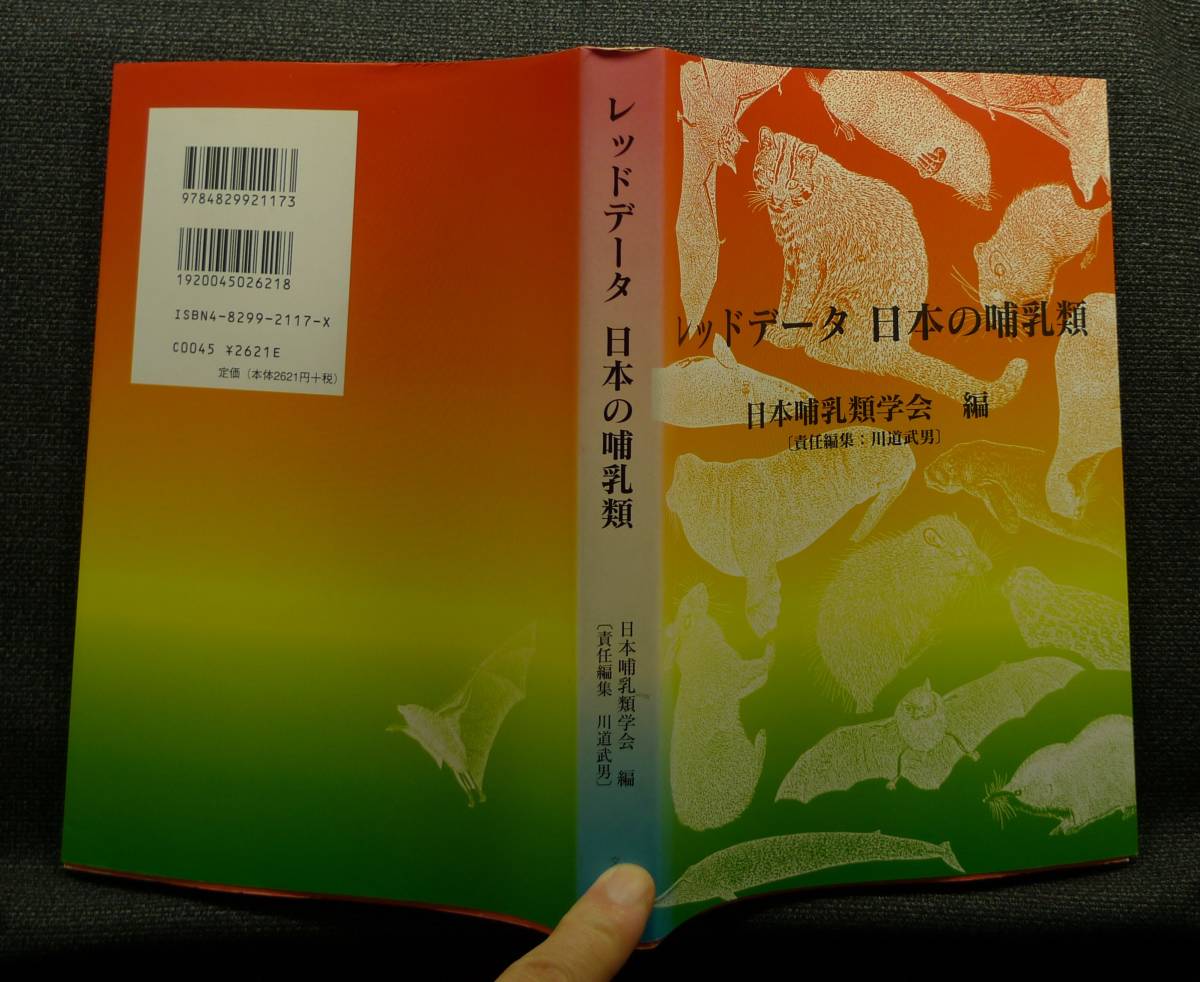 9784829921173
1920045026218
ISBN4-8299-2117-X
C0045 ¥2621E
定価（本体2621円＋税）
レッドデータ 日本の哺乳類
日本哺乳類学会 編
〔責任編集 川道武男〕
レッドデータ 日本の哺乳類
日本哺乳類学会 編
〔責任編集：川道武男〕